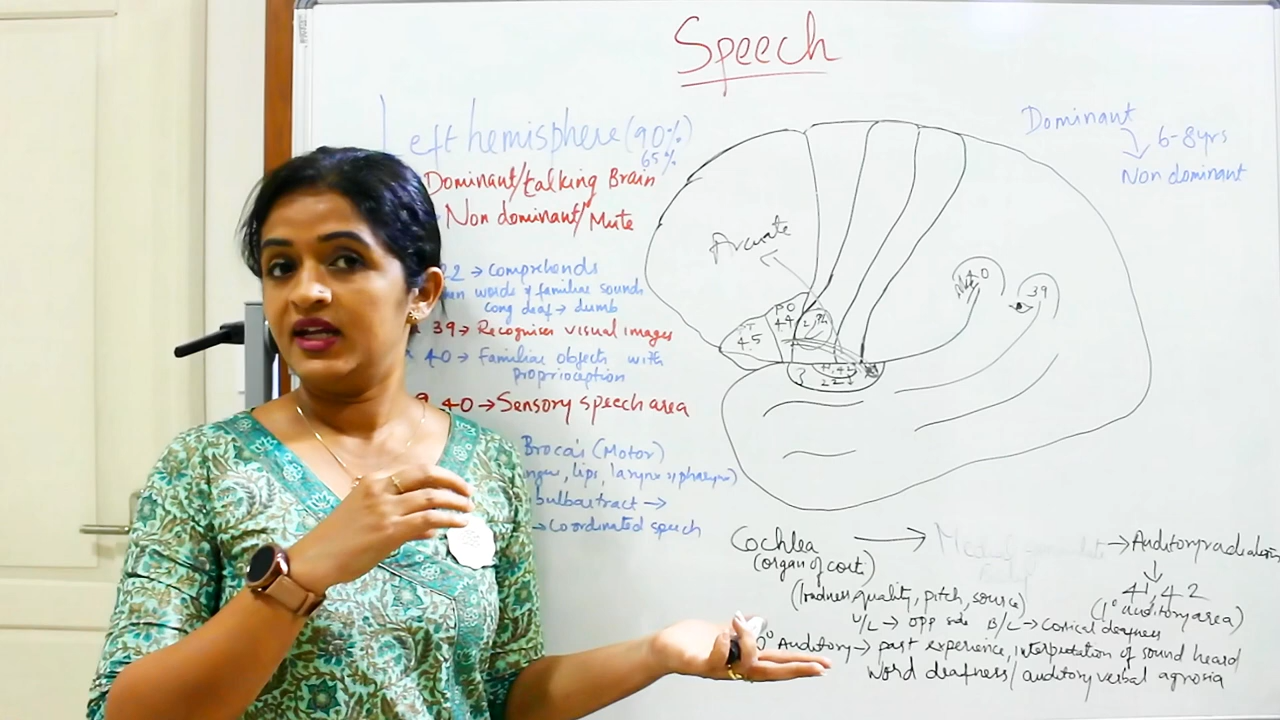 Speech
Left hemisphere (90%)
65%
Dominant/talking Brain
Non dominant/Mute
22 → Comprehends
words & familiar sounds
Cong deaf → dumb
39 → Recognises visual images
40 → Familiar objects with
proprioception
40 → Sensory speech area
Broca's (Motor)
lips, larynx, pharynx)
bulbar tract →
→ Coordinated speech
Dominant
6-8yrs
Non dominant
Arcuate
PO
44
45
40
39
Cochlea → → Auditory radiations
(organ of corti)
(loudness, quality, pitch, source)
41, 42
(1° auditory area)
U/L → opp side B/L → Cortical deafness
Auditory → past experience, interpretation of sound heard
Word deafness/ auditory verbal agnosia